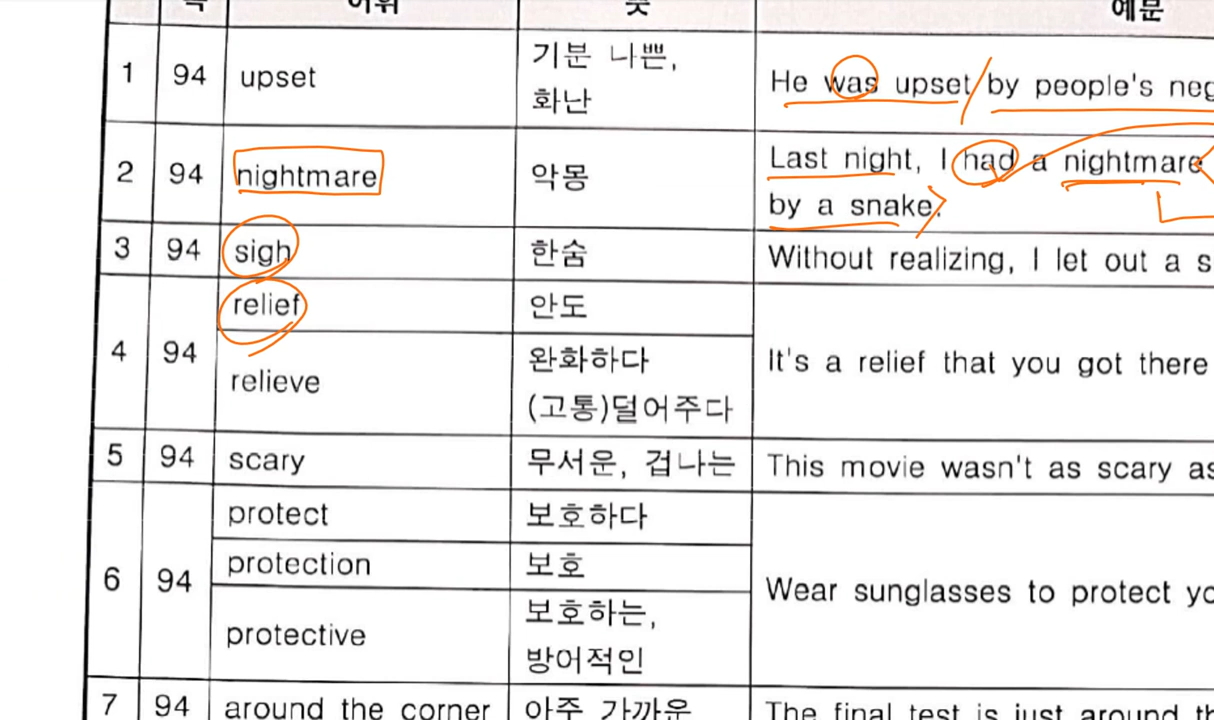 어휘 뜻 예문
1 94 upset 기분 나쁜, 화난 He was upset by people's
2 94 nightmare 악몽 Last night, I had a nightmare
by a snake.
3 94 sigh 한숨 Without realizing, I let out a
4 94 relief 안도 It's a relief that you got there
relieve 완화하다
(고통)덜어주다
5 94 scary 무서운, 겁나는 This movie wasn't as scary as
6 94 protect 보호하다 Wear sunglasses to protect
protection 보호
protective 보호하는,
방어적인
7 94 around the corner 아주 가까운 The final test is just around